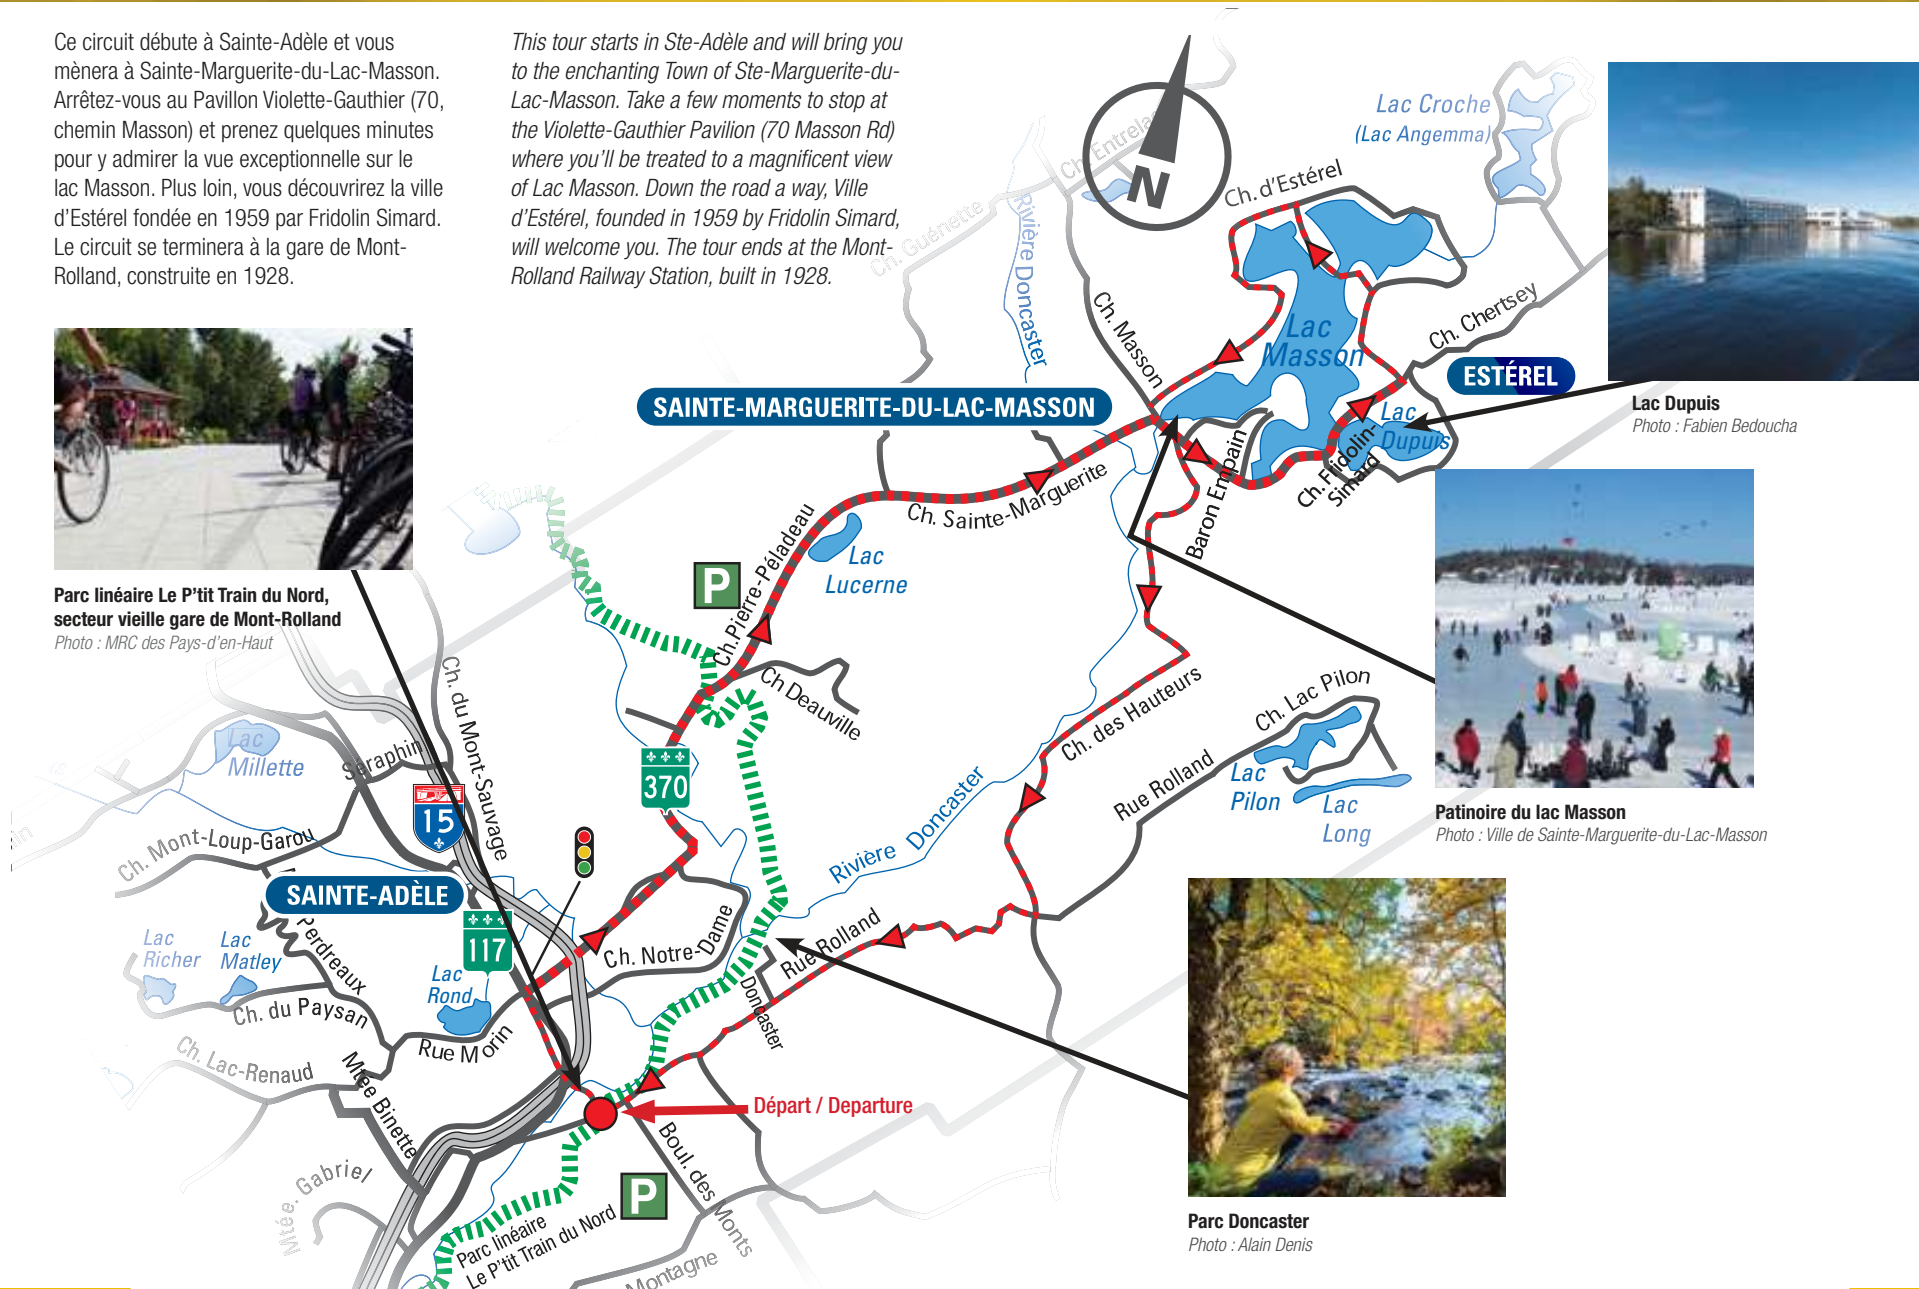 Ce circuit débute à Sainte-Adèle et vous
mènera à Sainte-Marguerite-du-Lac-Masson.
Arrêtez-vous au Pavillon Violette-Gauthier (70,
chemin Masson) et prenez quelques minutes
pour y admirer la vue exceptionnelle sur le
lac Masson. Plus loin, vous découvrirez la ville
d'Estérel fondée en 1959 par Fridolin Simard.
Le circuit se terminera à la gare de Mont-
Rolland, construite en 1928.
This tour starts in Ste-Adèle and will bring you
to the enchanting Town of Ste-Marguerite-du-
Lac-Masson. Take a few moments to stop at
the Violette-Gauthier Pavilion (70 Masson Rd)
where you'll be treated to a magnificent view
of Lac Masson. Down the road a way, Ville
d'Estérel, founded in 1959 by Fridolin Simard,
will welcome you. The tour ends at the Mont-
Rolland Railway Station, built in 1928.
Parc linéaire Le P'tit Train du Nord,
secteur vieille gare de Mont-Rolland
Photo : MRC des Pays-d'en-Haut
Lac Croche
(Lac Angemma)
Ch. Entrelac
N
Ch. d'Estérel
Ch. Guénette
Rivière Doncaster
Ch. Masson
Lac
Masson
Ch. Chertsey
ESTÉREL
SAINTE-MARGUERITE-DU-LAC-MASSON
Lac
Dupuis
Ch. Fridolin-
Simard
Baron Empain
Ch. Sainte-Marguerite
Lac Dupuis
Photo : Fabien Bedoucha
Lac
Lucerne
P
Ch. Pierre-Péladeau
Ch Deauville
Ch. du Mont-Sauvage
Lac
Millette
Séraphin
370
15
Ch. des Hauteurs
Ch. Lac Pilon
Rue Rolland
Lac
Pilon
Lac
Long
Patinoire du lac Masson
Photo : Ville de Sainte-Marguerite-du-Lac-Masson
Ch. Mont-Loup-Garou
SAINTE-ADÈLE
117
Rivière Doncaster
Perdreaux
Lac
Richer
Lac
Matley
Lac
Rond
Ch. Notre-Dame
Rue Rolland
Doncaster
Ch. du Paysan
Rue Morin
Ch. Lac-Renaud
Mtée Binette
Départ / Departure
Mtée. Gabriel
Boul. des Monts
P
Parc linéaire
Le P'tit Train du Nord
Montagne
Parc Doncaster
Photo : Alain Denis